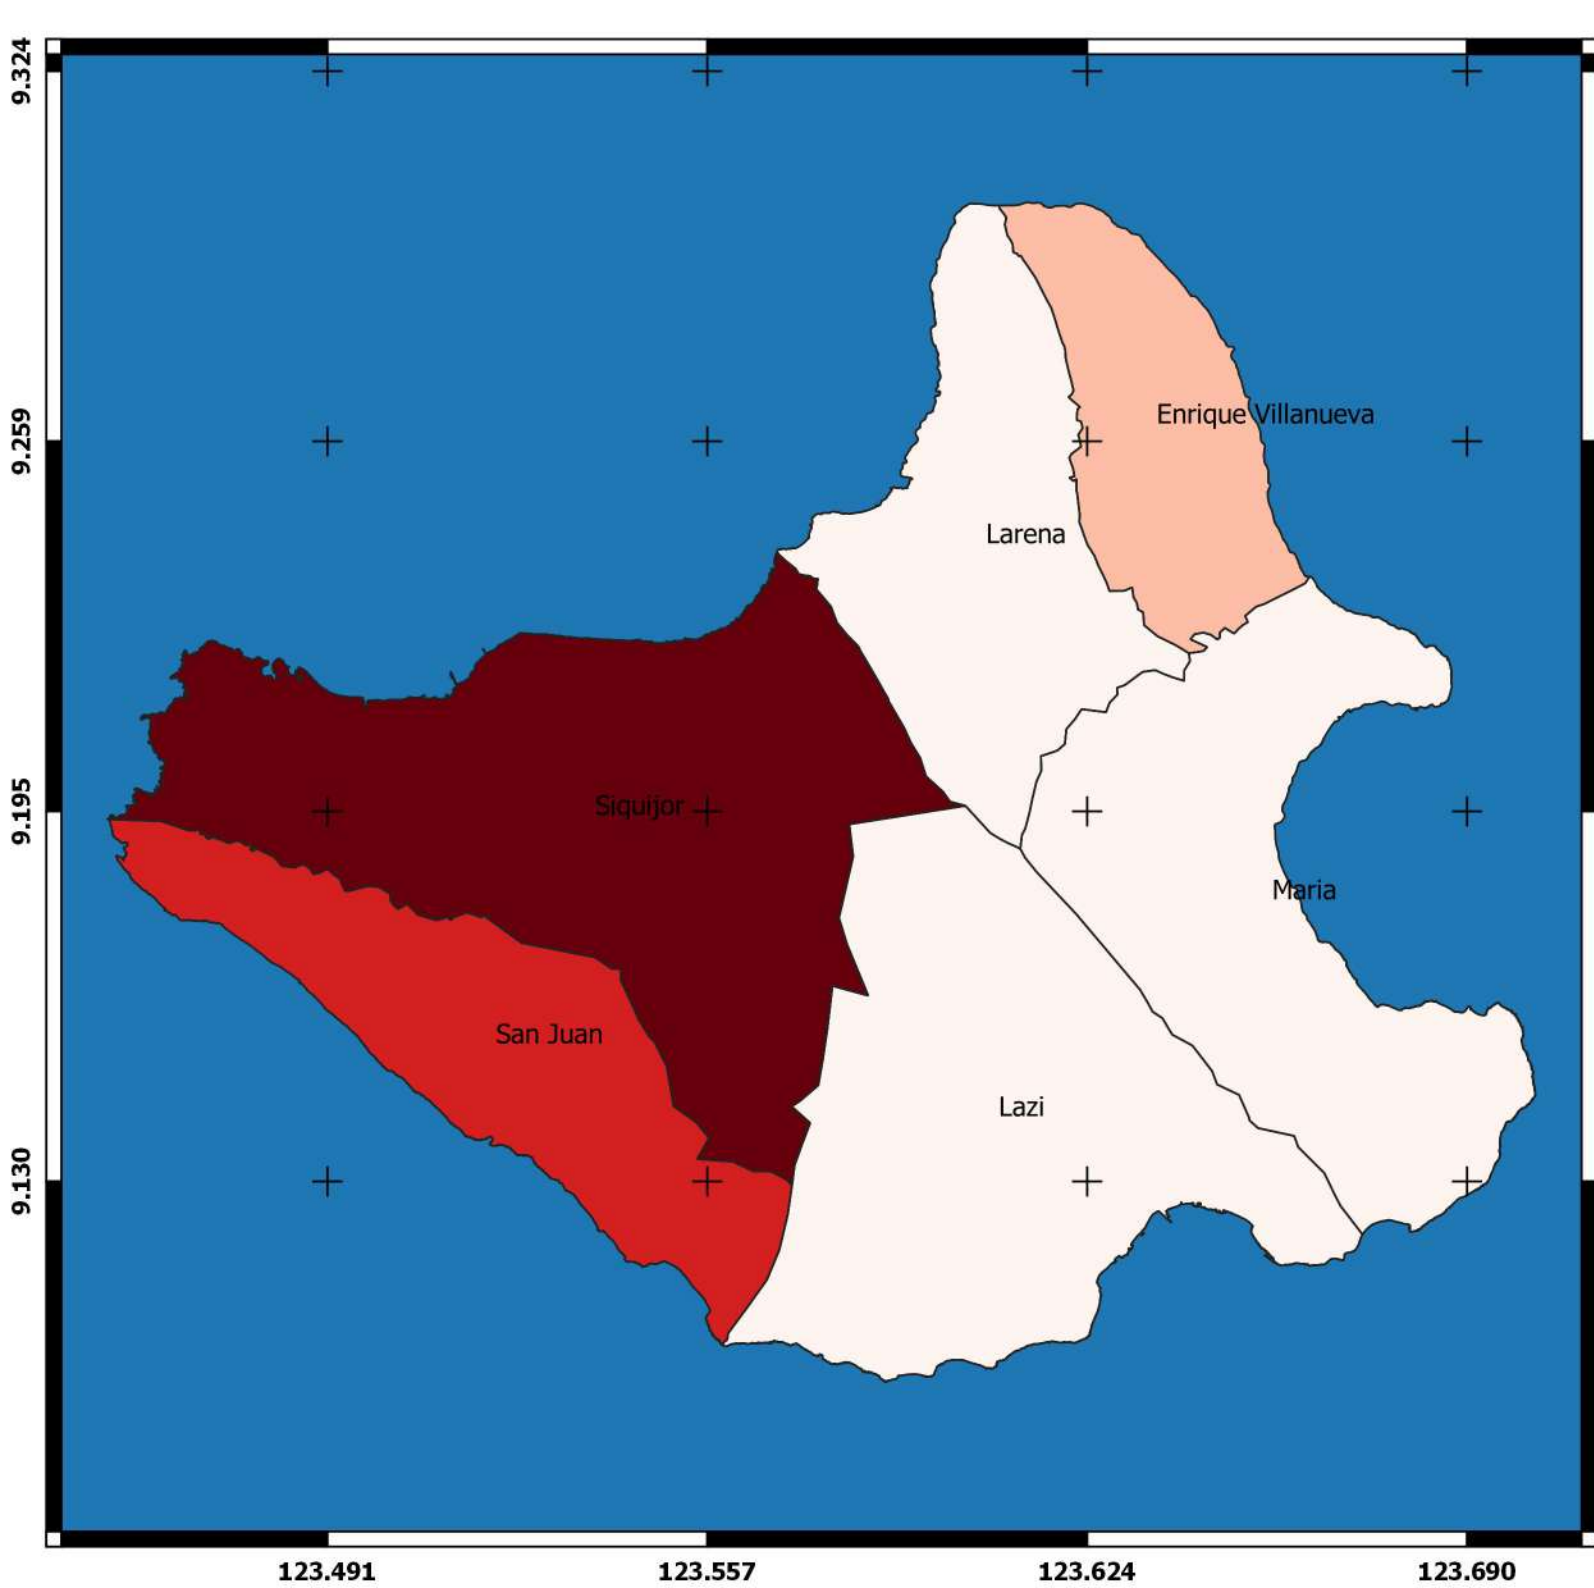 9.324
9.259
9.195
9.130
Enrique Villanueva
Larena
Siquijor
Maria
San Juan
Lazi
123.491 123.557 123.624 123.690